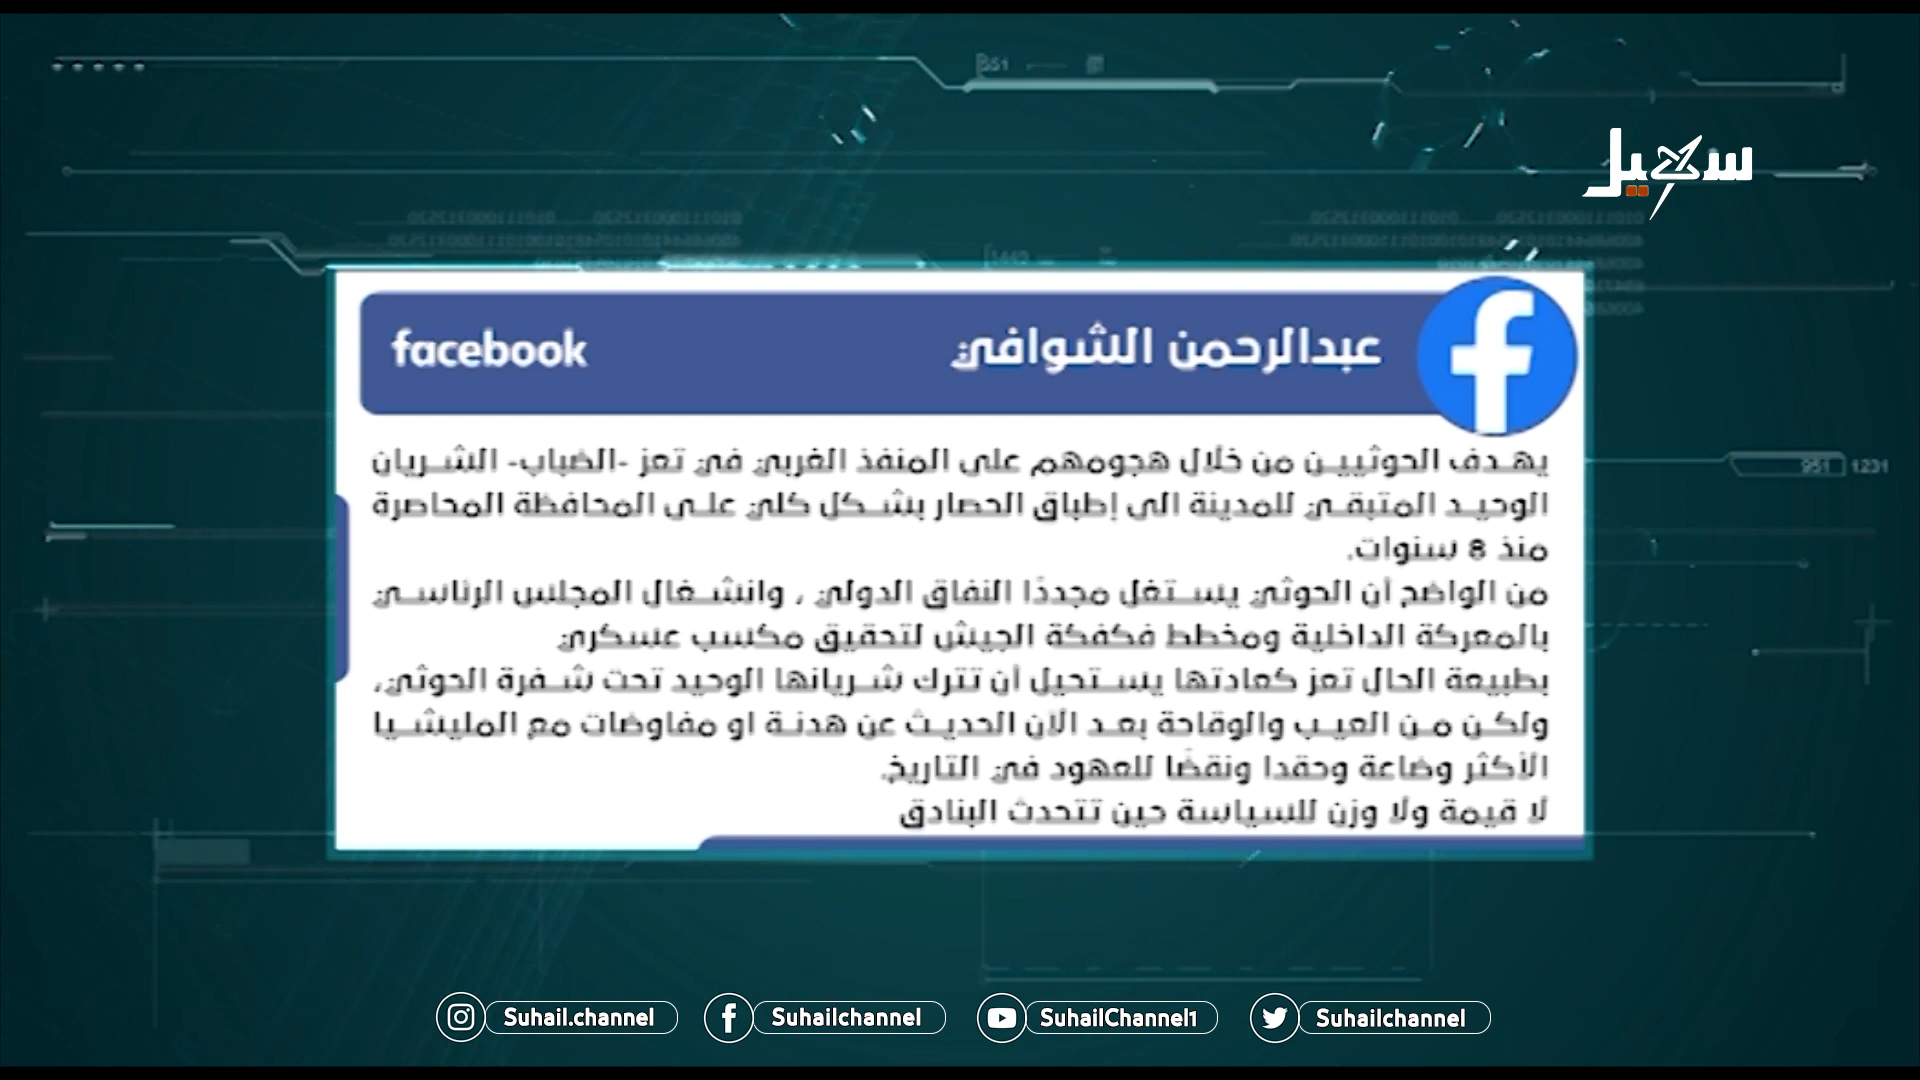 B51
سهيل
facebook
عبدالرحمن الشوافي
يهدف الحوثيين من خلال هجومهم على المنفذ الغربي في تعز -الضباب- الشريان
الوحيد المتبقي للمدينة الى إطباق الحصار بشكل كلي على المحافظة المحاصرة
منذ 8 سنوات.
من الواضح أن الحوثي يستغل مجددًا النفاق الدولي ، وانشغال المجلس الرئاسي
بالمعركة الداخلية ومخطط فكفكة الجيش لتحقيق مكسب عسكري
بطبيعة الحال تعز كعادتها يستحيل أن تترك شريانها الوحيد تحت شفرة الحوثي،
ولكن من العيب والوقاحة بعد الآن الحديث عن هدنة او مفاوضات مع المليشيا
الأكثر وضاعة وحقدا ونقضًا للعهود في التاريخ.
لا قيمة ولا وزن للسياسة حين تتحدث البنادق
951 1231
Suhail.channel
Suhailchannel
SuhailChannel1
Suhailchannel